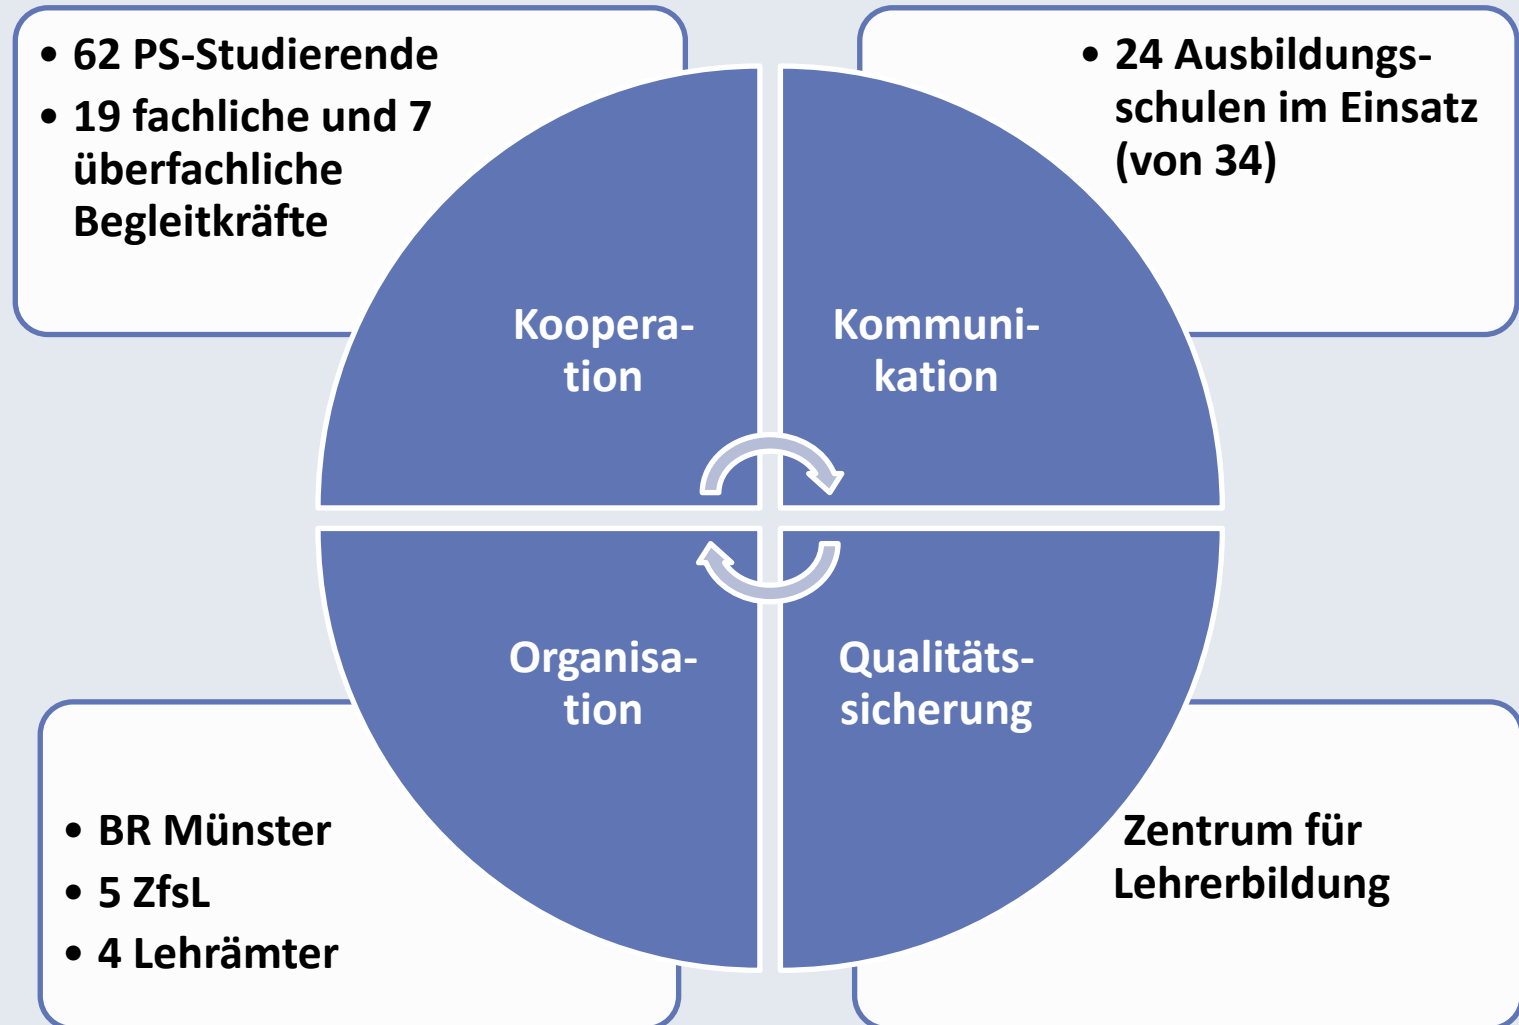 • 62 PS-Studierende
• 19 fachliche und 7
überfachliche
Begleitkräfte
• 24 Ausbildungs-
schulen im Einsatz
(von 34)
Koopera-
tion
Kommuni-
kation
Organisa-
tion
Qualitäts-
sicherung
• BR Münster
• 5 ZfsL
• 4 Lehrämter
Zentrum für
Lehrerbildung